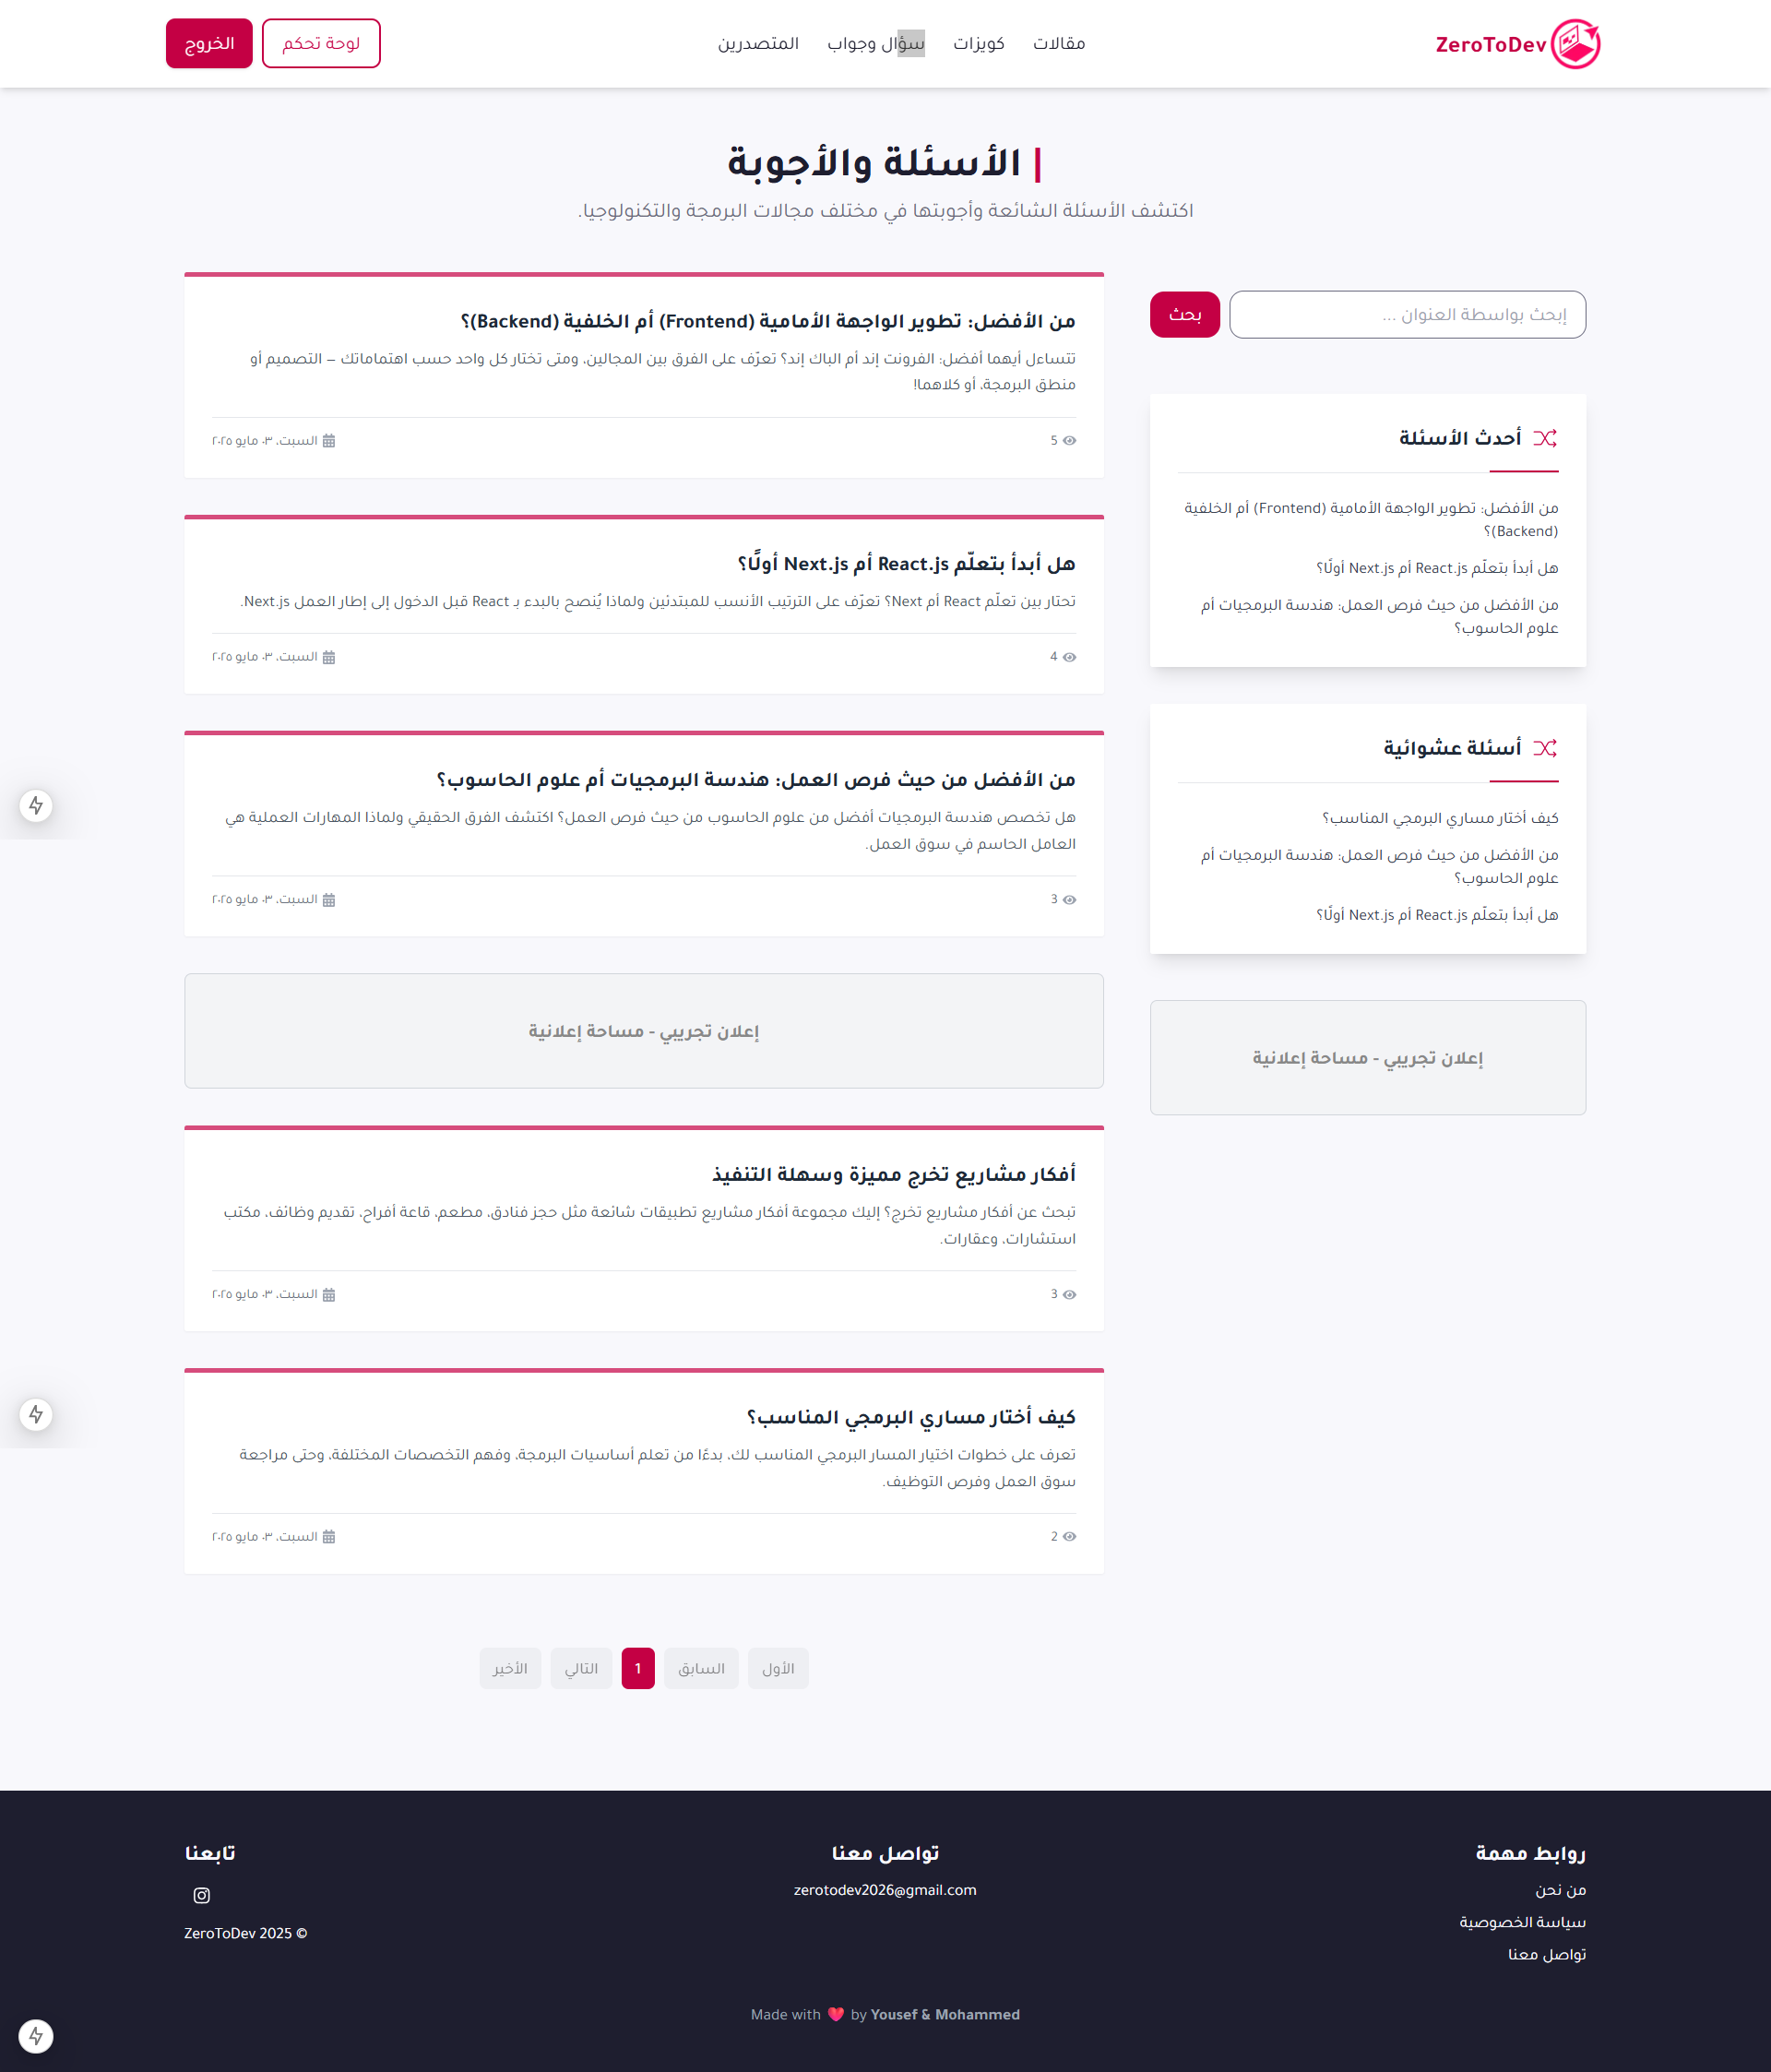 ZeroToDev
مقالات
كويزات
سؤال وجواب
المتصدرين
لوحة تحكم
الخروج
| الأسئلة والأجوبة
اكتشف الأسئلة الشائعة وأجوبتها في مختلف مجالات البرمجة والتكنولوجيا.
إبحث بواسطة العنوان ...
بحث
أحدث الأسئلة
من الأفضل: تطوير الواجهة الأمامية (Frontend) أم الخلفية
(Backend)؟
هل أبدأ بتعلّم React.js أم Next.js أولًا؟
من الأفضل من حيث فرص العمل: هندسة البرمجيات أم
علوم الحاسوب؟
أسئلة عشوائية
كيف أختار مساري البرمجي المناسب؟
من الأفضل من حيث فرص العمل: هندسة البرمجيات أم
علوم الحاسوب؟
هل أبدأ بتعلّم React.js أم Next.js أولًا؟
إعلان تجريبي - مساحة إعلانية
من الأفضل: تطوير الواجهة الأمامية (Frontend) أم الخلفية (Backend)؟
تتساءل أيهما أفضل: الفرونت إند أم الباك إند؟ تعرّف على الفرق بين المجالين، ومتى تختار كل واحد حسب اهتماماتك – التصميم أو
منطق البرمجة، أو كلاهما!
5
السبت، ٠٣ مايو ٢٠٢٥
هل أبدأ بتعلّم React.js أم Next.js أولًا؟
تحتار بين تعلّم React أم Next؟ تعرّف على الترتيب الأنسب للمبتدئين ولماذا يُنصح بالبدء بـ React قبل الدخول إلى إطار العمل Next.js.
4
السبت، ٠٣ مايو ٢٠٢٥
من الأفضل من حيث فرص العمل: هندسة البرمجيات أم علوم الحاسوب؟
هل تخصص هندسة البرمجيات أفضل من علوم الحاسوب من حيث فرص العمل؟ اكتشف الفرق الحقيقي ولماذا المهارات العملية هي
العامل الحاسم في سوق العمل.
3
السبت، ٠٣ مايو ٢٠٢٥
إعلان تجريبي - مساحة إعلانية
أفكار مشاريع تخرج مميزة وسهلة التنفيذ
تبحث عن أفكار مشاريع تخرج؟ إليك مجموعة أفكار مشاريع تطبيقات شائعة مثل حجز فنادق، مطعم، قاعة أفراح، تقديم وظائف، مكتب
استشارات، وعقارات.
3
السبت، ٠٣ مايو ٢٠٢٥
كيف أختار مساري البرمجي المناسب؟
تعرف على خطوات اختيار المسار البرمجي المناسب لك، بدءًا من تعلم أساسيات البرمجة، وفهم التخصصات المختلفة، وحتى مراجعة
سوق العمل وفرص التوظيف.
2
السبت، ٠٣ مايو ٢٠٢٥
الأول
السابق
1
التالي
الأخير
روابط مهمة
من نحن
سياسة الخصوصية
تواصل معنا
تواصل معنا
zerotodev2026@gmail.com
تابعنا
ZeroToDev 2025 ©
Made with ❤️ by Yousef & Mohammed